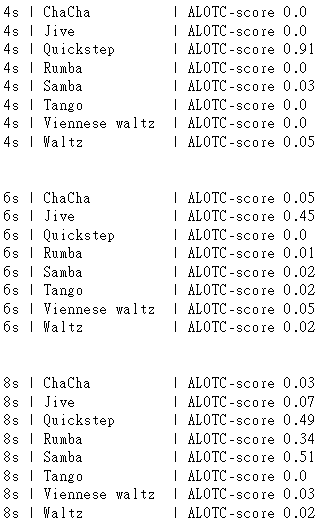 4s | ChaCha | ALOTC-score 0.0
4s | Jive | ALOTC-score 0.0
4s | Quickstep | ALOTC-score 0.91
4s | Rumba | ALOTC-score 0.0
4s | Samba | ALOTC-score 0.03
4s | Tango | ALOTC-score 0.0
4s | Viennese waltz | ALOTC-score 0.0
4s | Waltz | ALOTC-score 0.05
6s | ChaCha | ALOTC-score 0.05
6s | Jive | ALOTC-score 0.45
6s | Quickstep | ALOTC-score 0.0
6s | Rumba | ALOTC-score 0.01
6s | Samba | ALOTC-score 0.02
6s | Tango | ALOTC-score 0.02
6s | Viennese waltz | ALOTC-score 0.05
6s | Waltz | ALOTC-score 0.02
8s | ChaCha | ALOTC-score 0.03
8s | Jive | ALOTC-score 0.07
8s | Quickstep | ALOTC-score 0.49
8s | Rumba | ALOTC-score 0.34
8s | Samba | ALOTC-score 0.51
8s | Tango | ALOTC-score 0.0
8s | Viennese waltz | ALOTC-score 0.03
8s | Waltz | ALOTC-score 0.02